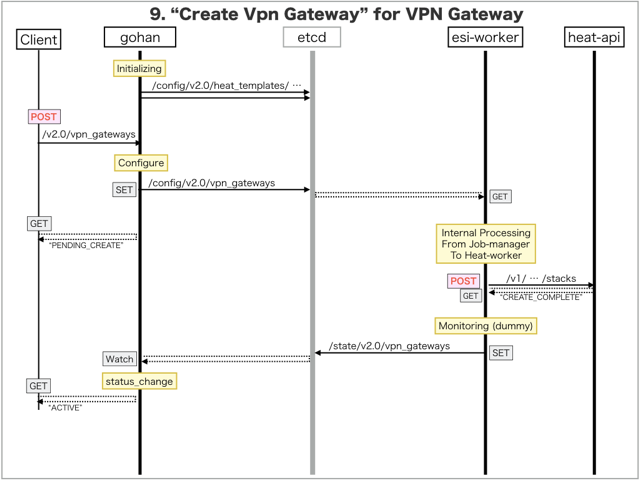 9. “Create Vpn Gateway” for VPN Gateway
Client
gohan
etcd
esi-worker
heat-api
Initializing
/config/v2.0/heat_templates/ …
POST
/v2.0/vpn_gateways
Configure
SET
/config/v2.0/vpn_gateways
GET
GET
"PENDING_CREATE"
Internal Processing
From Job-manager
To Heat-worker
POST
/v1/ … /stacks
GET
"CREATE_COMPLETE"
Monitoring (dummy)
/state/v2.0/vpn_gateways
SET
Watch
status_change
GET
"ACTIVE"